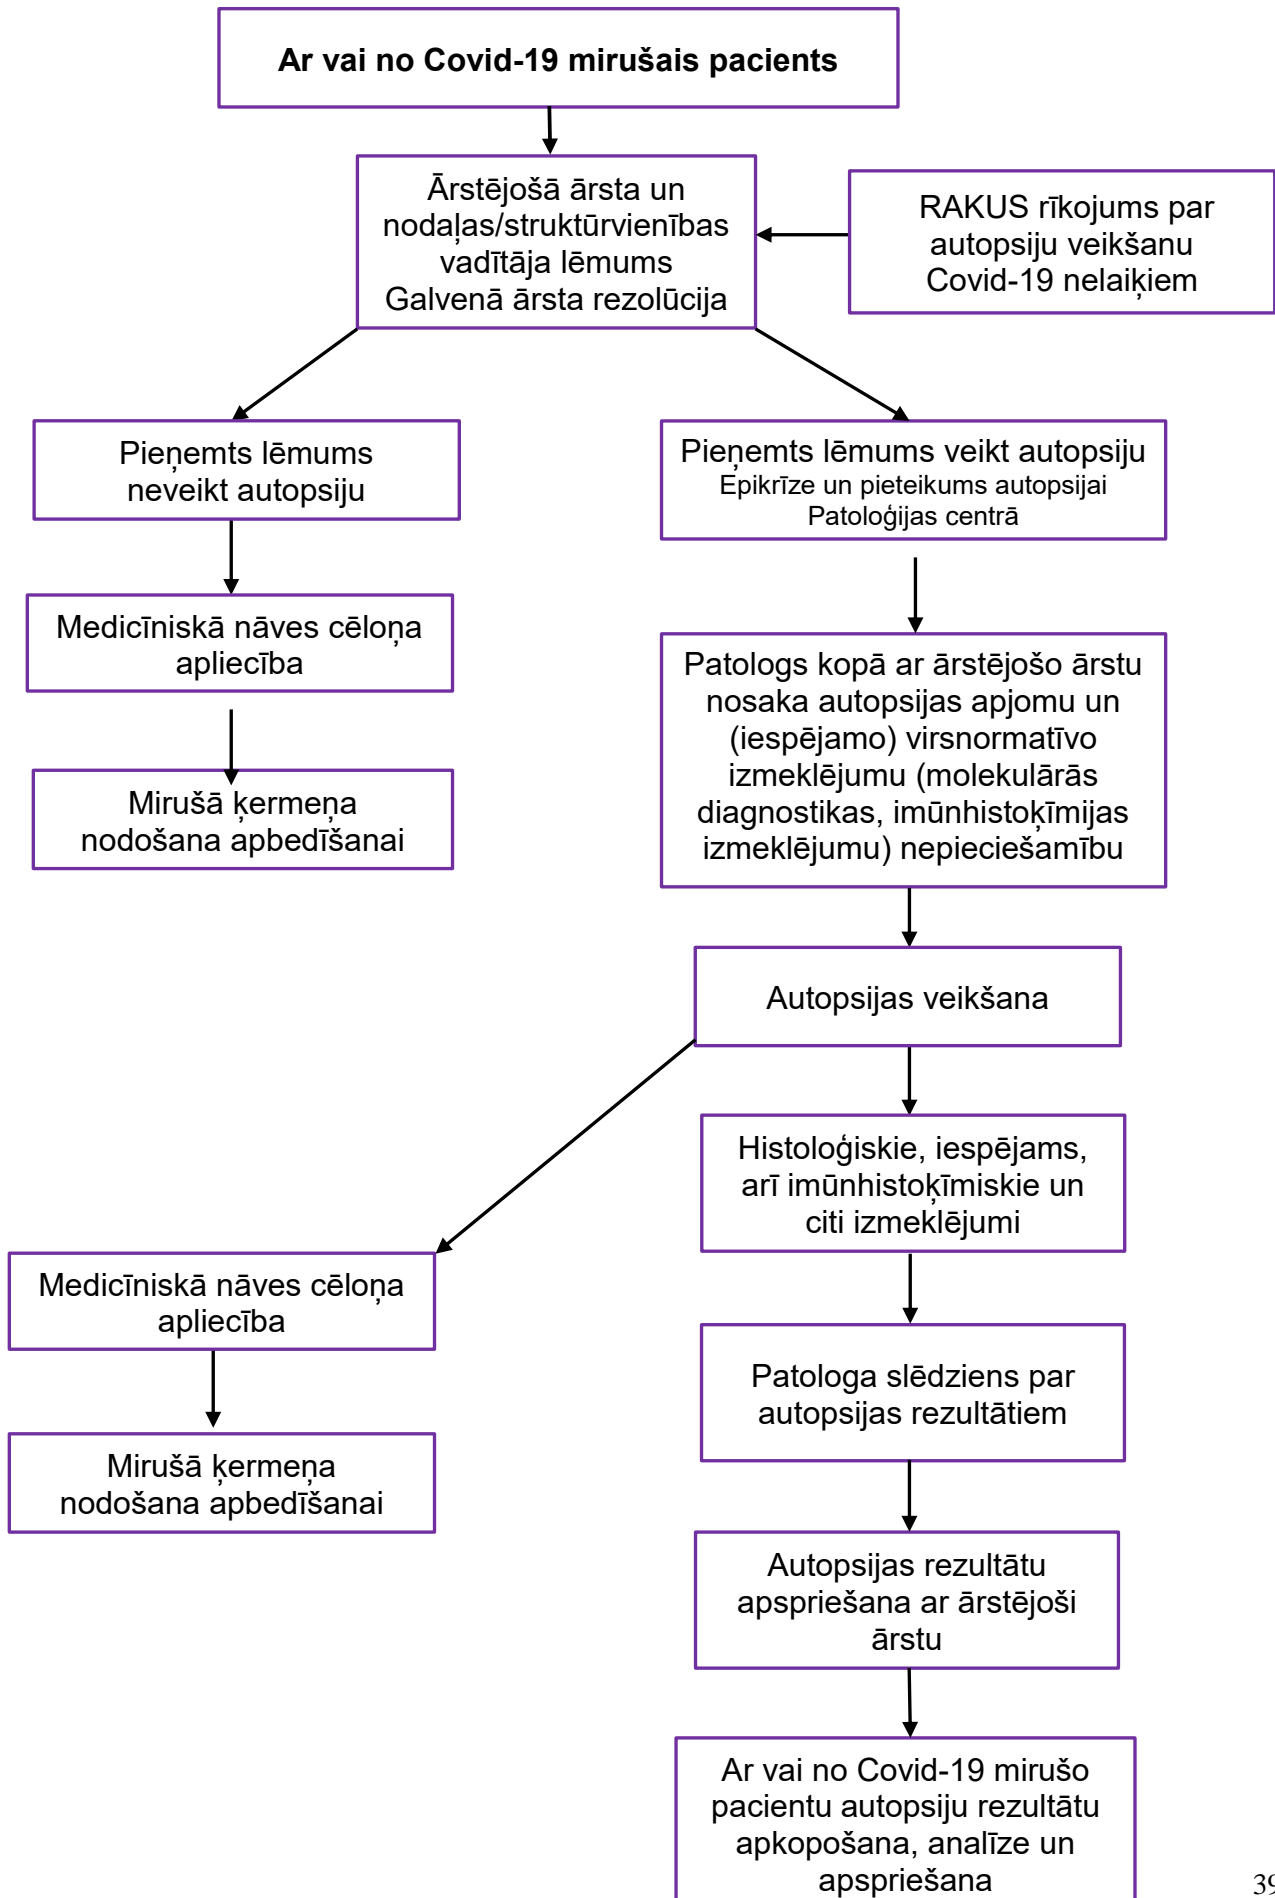 Ar vai no Covid-19 mirušais pacients
Ārstējošā ārsta un
nodaļas/struktūrvienības
vadītāja lēmums
Galvenā ārsta rezolūcija
RAKUS rīkojums par
autopsiju veikšanu
Covid-19 nelaiķiem
Pieņemts lēmums
neveikt autopsiju
Pieņemts lēmums veikt autopsiju
Epikrīze un pieteikums autopsijai
Patoloģijas centrā
Medicīniskā nāves cēloņa
apliecība
Patologs kopā ar ārstējošo ārstu
nosaka autopsijas apjomu un
(iespējamo) virsnormatīvo
izmeklējumu (molekulārās
diagnostikas, imūnhistoķīmijas
izmeklējumu) nepieciešamību
Mirušā ķermeņa
nodošana apbedīšanai
Autopsijas veikšana
Histoloģiskie, iespējams,
arī imūnhistoķīmiskie un
citi izmeklējumi
Medicīniskā nāves cēloņa
apliecība
Patologa slēdziens par
autopsijas rezultātiem
Mirušā ķermeņa
nodošana apbedīšanai
Autopsijas rezultātu
apspriešana ar ārstējoši
ārstu
Ar vai no Covid-19 mirušo
pacientu autopsiju rezultātu
apkopošana, analīze un
apspriešana
39